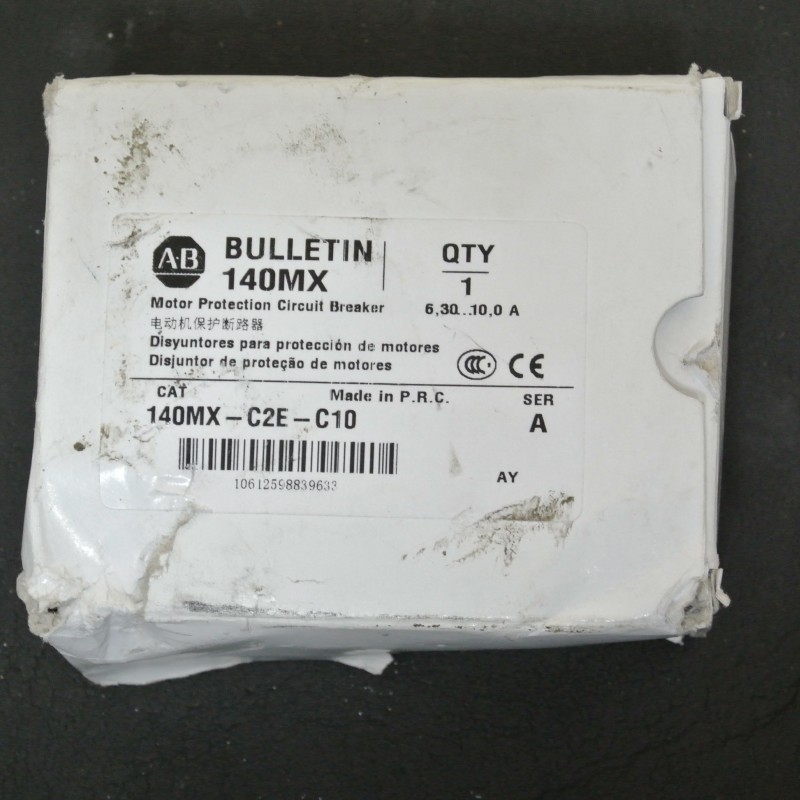 A-B
BULLETIN
140MX
QTY
1
Motor Protection Circuit Breaker
6,30...10,0 A
电动机保护断路器
Disyuntores para protección de motores
Disjuntor de proteção de motores
CCC
CE
CAT
Made in P.R.C.
SER
140MX-C2E-C10
A
10612598839633
AY